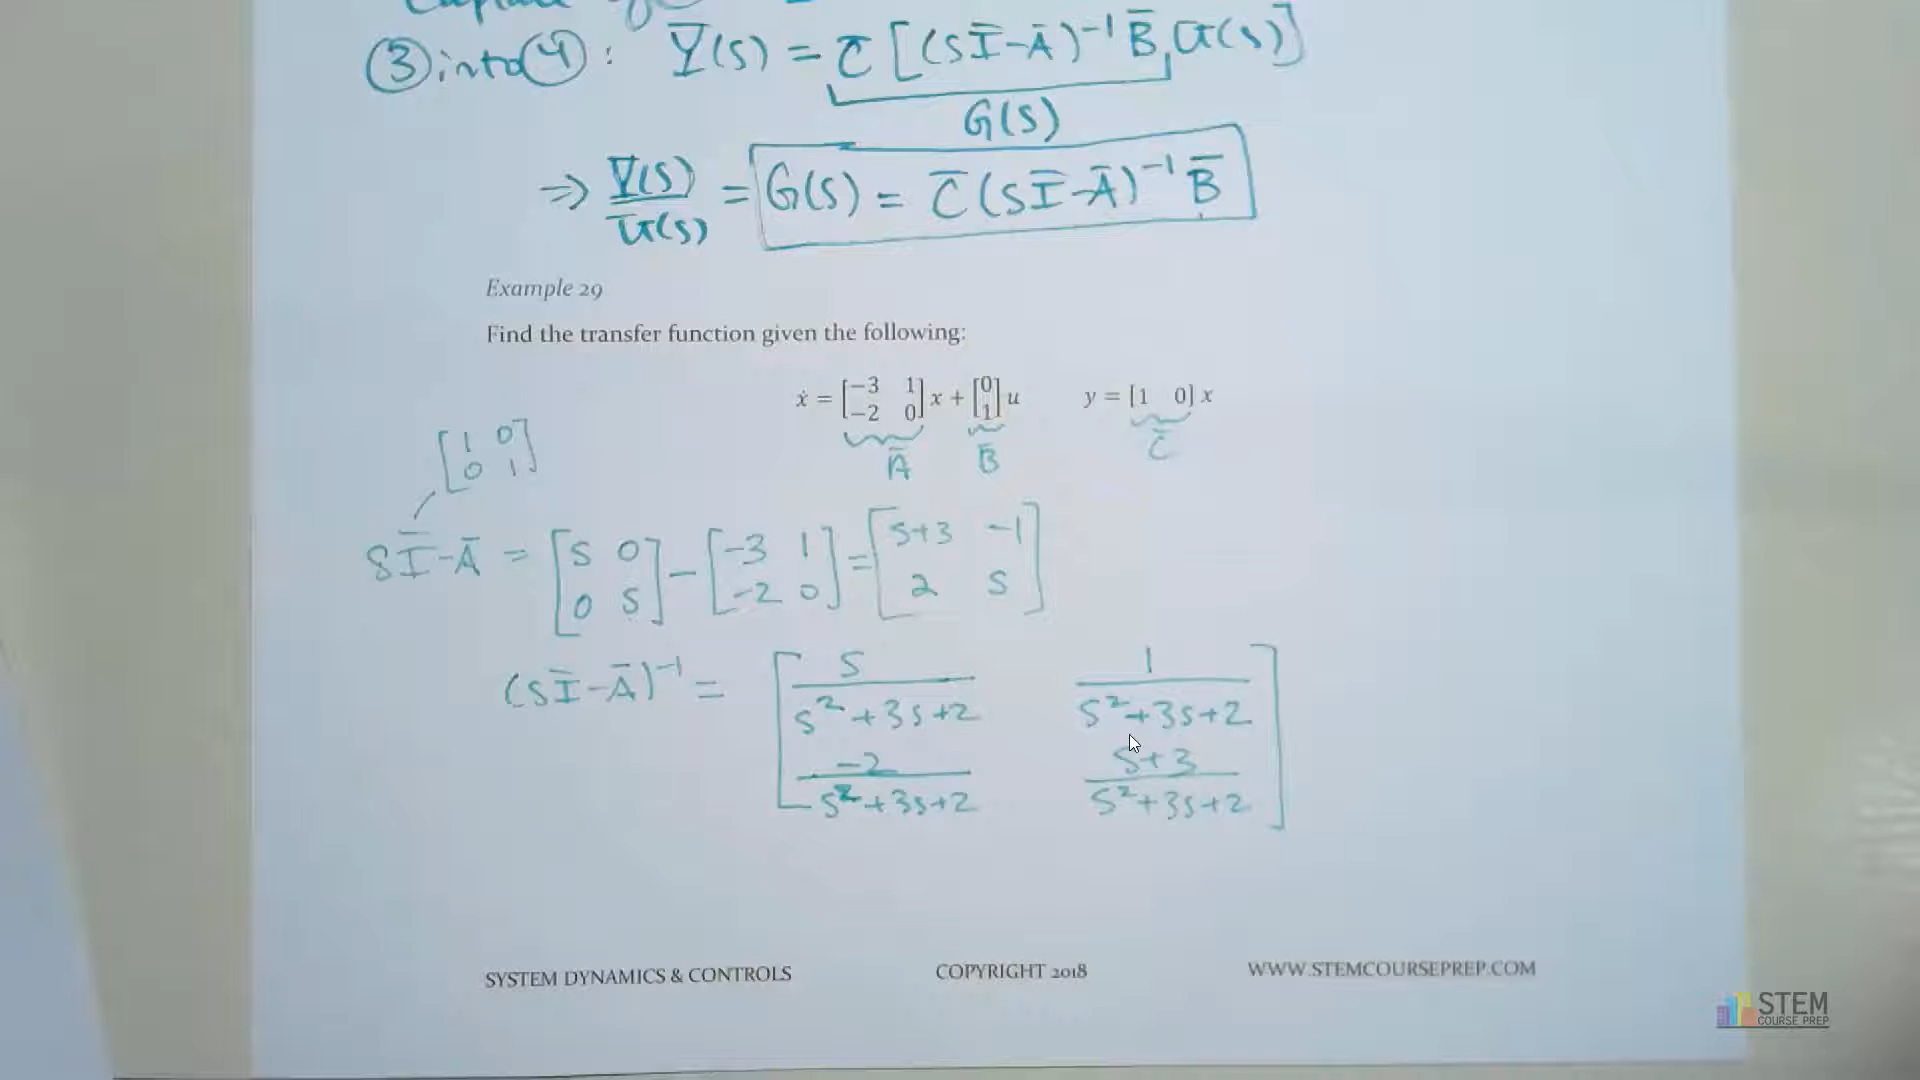 Laplace of
③ into ④ : Y̅(s) = C̅ [(sI̅-A̅)⁻¹ B̅ U(s)]
G(s)
⇒ Y̅(s)/U̅(s) = G(s) = C̅ (sI̅-A̅)⁻¹ B̅
Example 29
Find the transfer function given the following:
ẋ = [−3 1; −2 0] x + [0; 1] u y = [1 0] x
A̅ B̅ C̅
[1 0; 0 1]
sI̅-A̅ = [s 0; 0 s] - [-3 1; -2 0] = [s+3 -1; 2 s]
(sI̅-A̅)⁻¹ = [s/(s²+3s+2) 1/(s²+3s+2); -2/(s²+3s+2) s+3/(s²+3s+2)]
SYSTEM DYNAMICS & CONTROLS COPYRIGHT 2018 WWW.STEMCOURSEPREP.COM
STEM
COURSE PREP